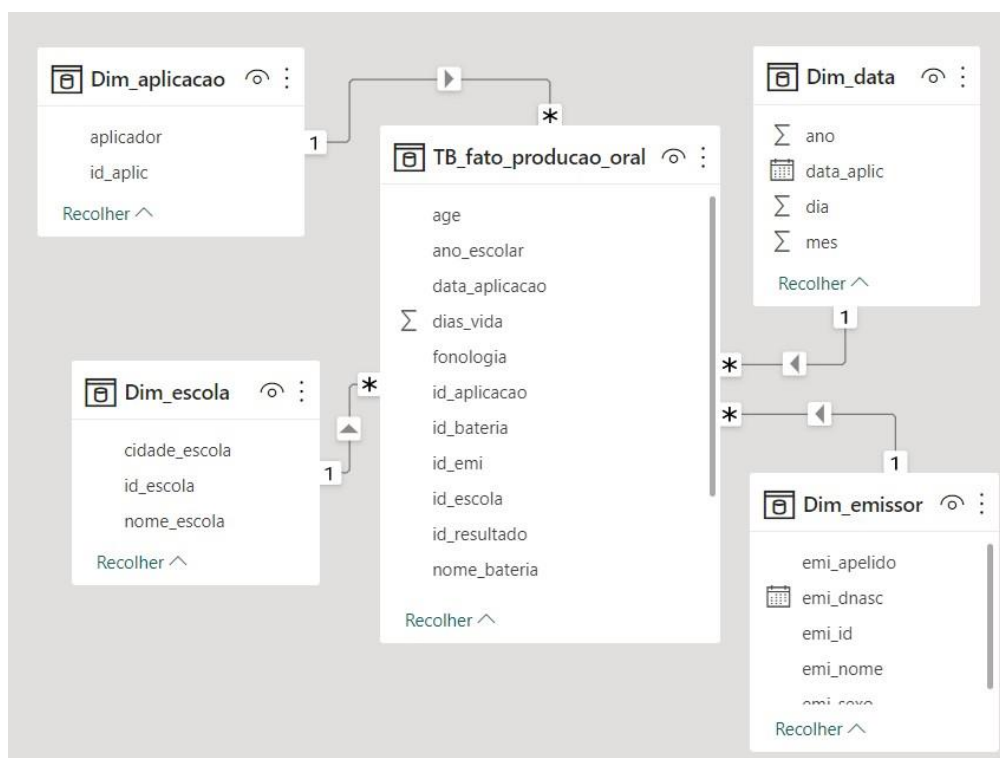 Dim_aplicacao
aplicador
id_aplic
Recolher
1
*
TB_fato_producao_oral
age
ano_escolar
data_aplicacao
dias_vida
fonologia
id_aplicacao
id_bateria
id_emi
id_escola
id_resultado
nome_bateria
Recolher
Dim_data
ano
data_aplic
dia
mes
Recolher
1
*
Dim_escola
cidade_escola
id_escola
nome_escola
Recolher
1
*
*
1
Dim_emissor
emi_apelido
emi_dnasc
emi_id
emi_nome
emi_sexo
Recolher